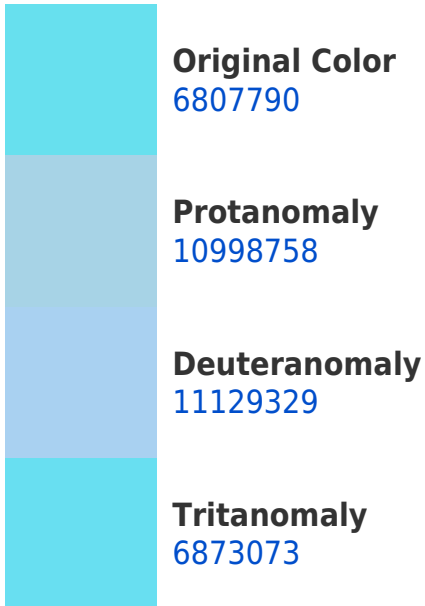 Original Color
6807790
Protanomaly
10998758
Deuteranomaly
11129329
Tritanomaly
6873073